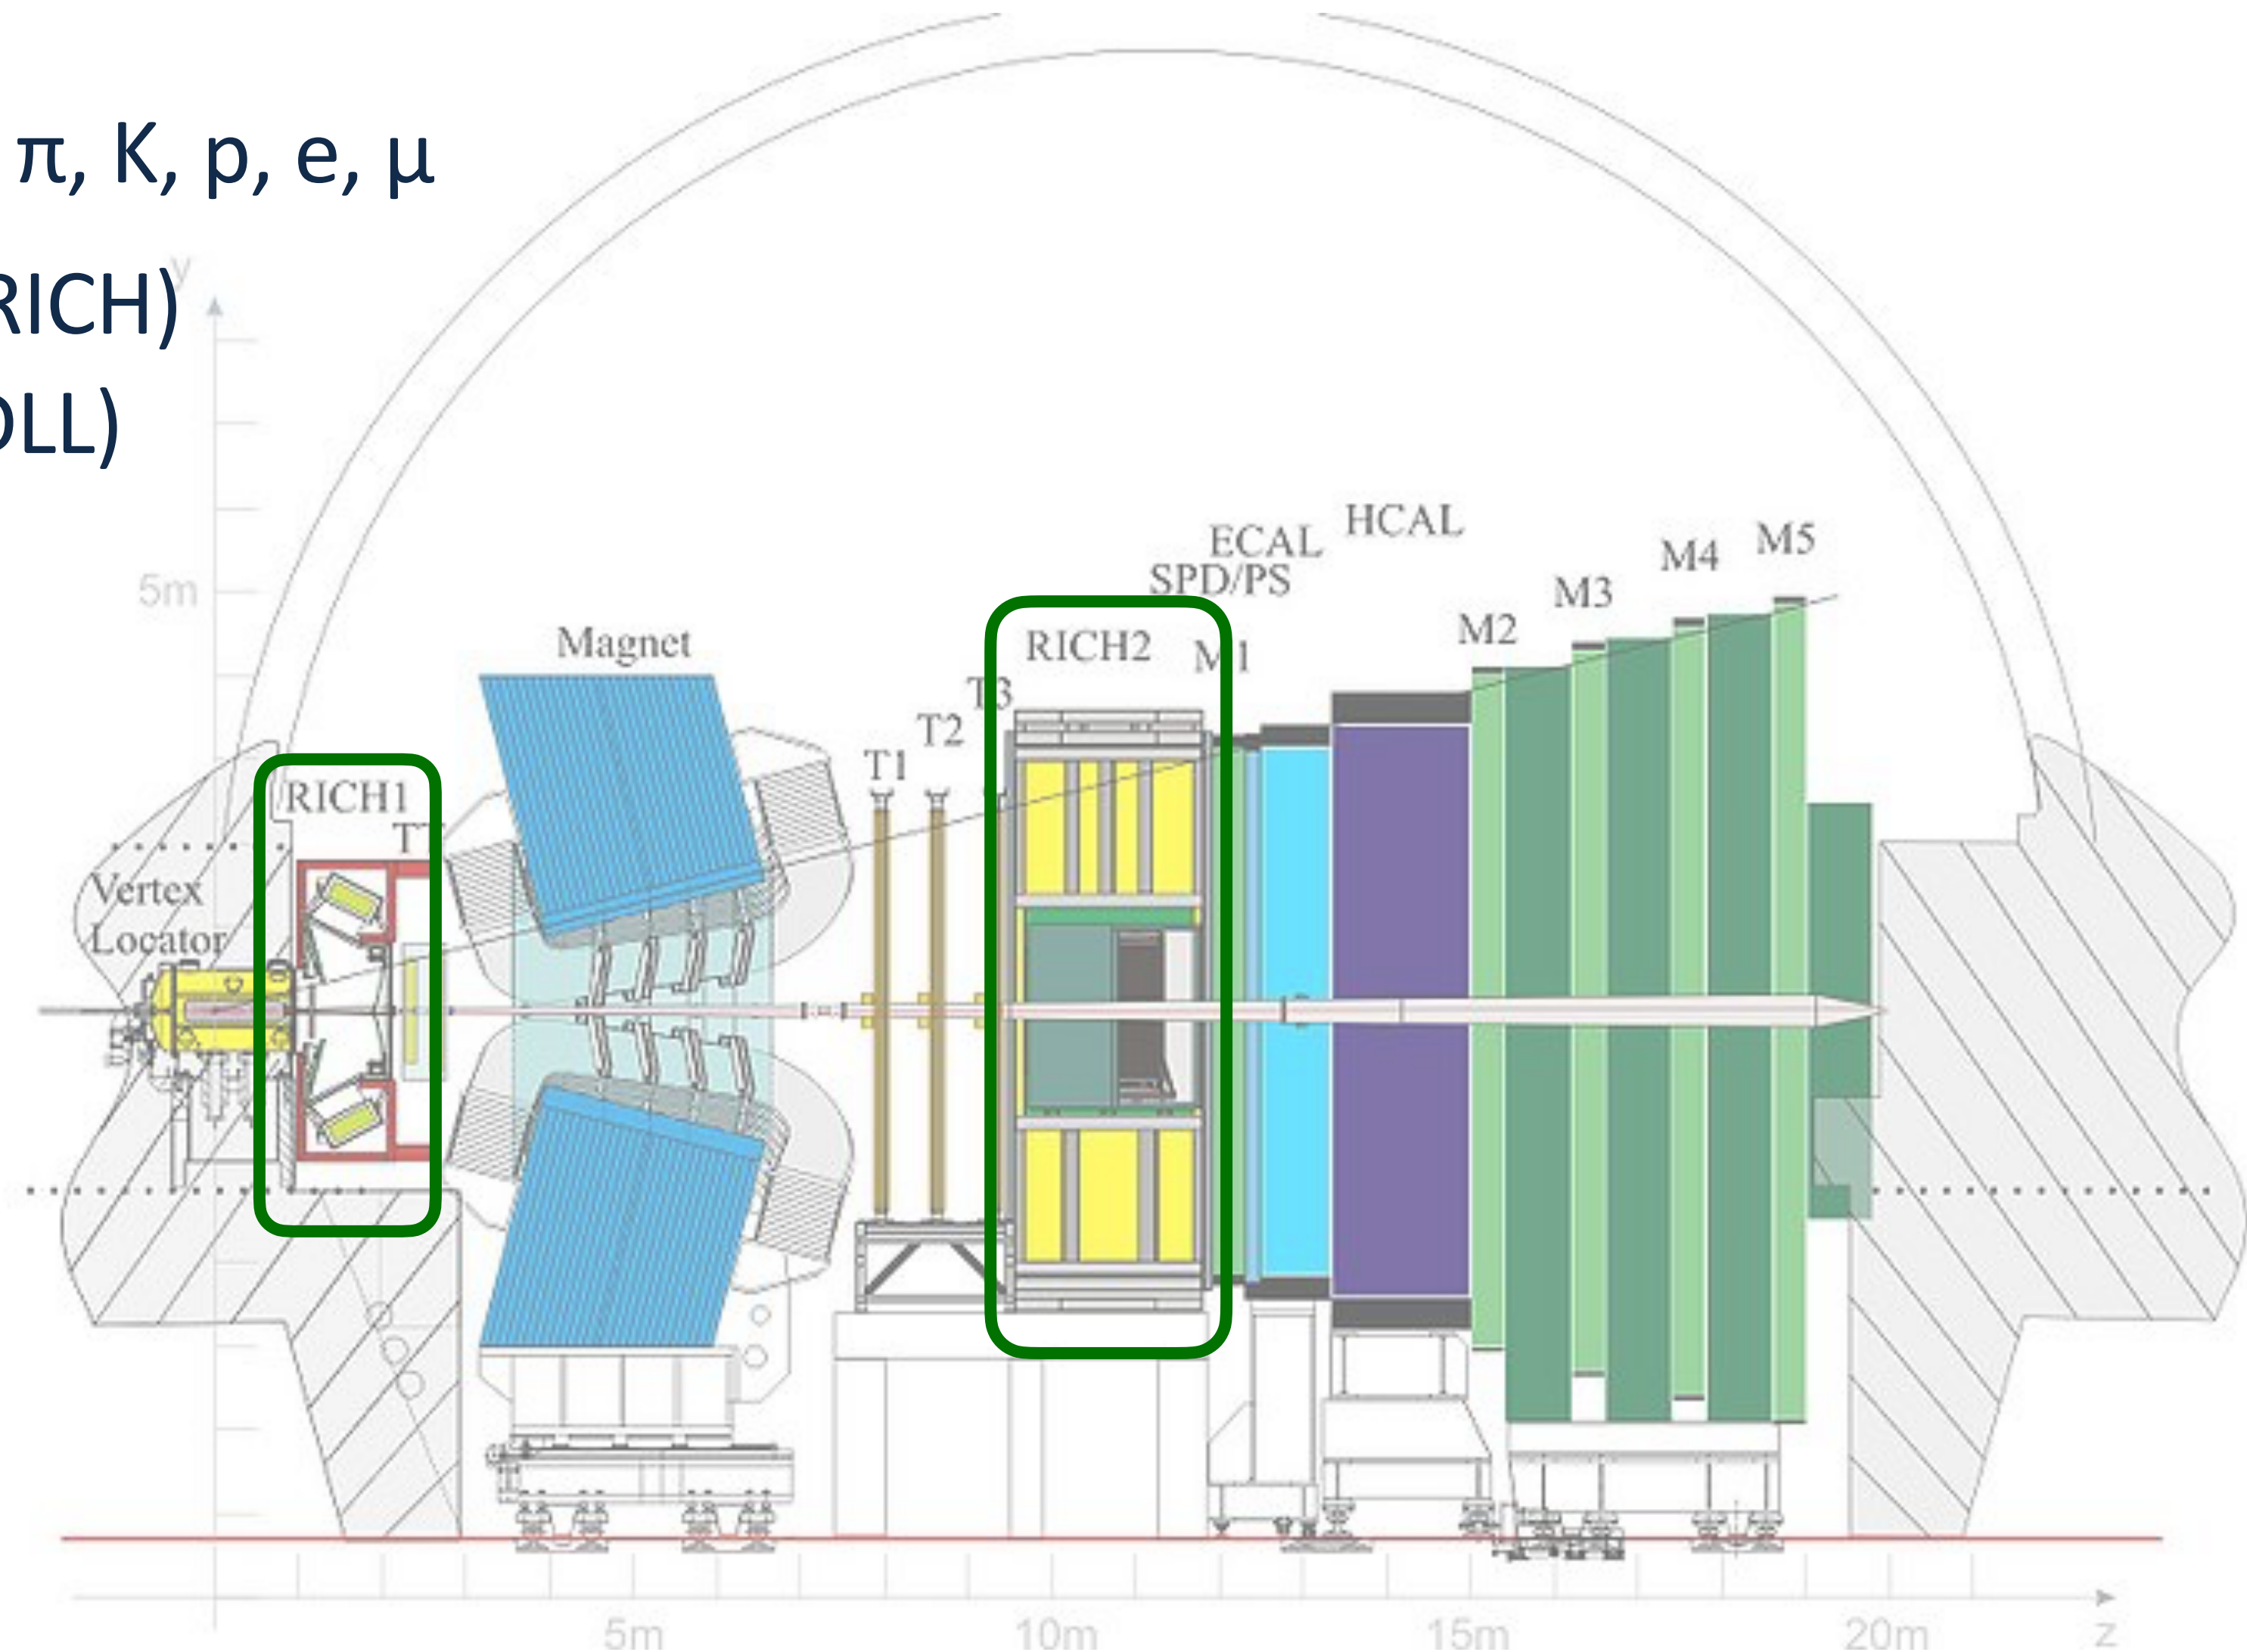 π, K, p, e, μ
RICH)
DLL)
y
5m
HCAL
ECAL
SPD/PS
M5
M4
M3
M2
Magnet
RICH2
M1
T3
T2
T1
RICH1
Vertex
Locator
5m
10m
15m
20m
z